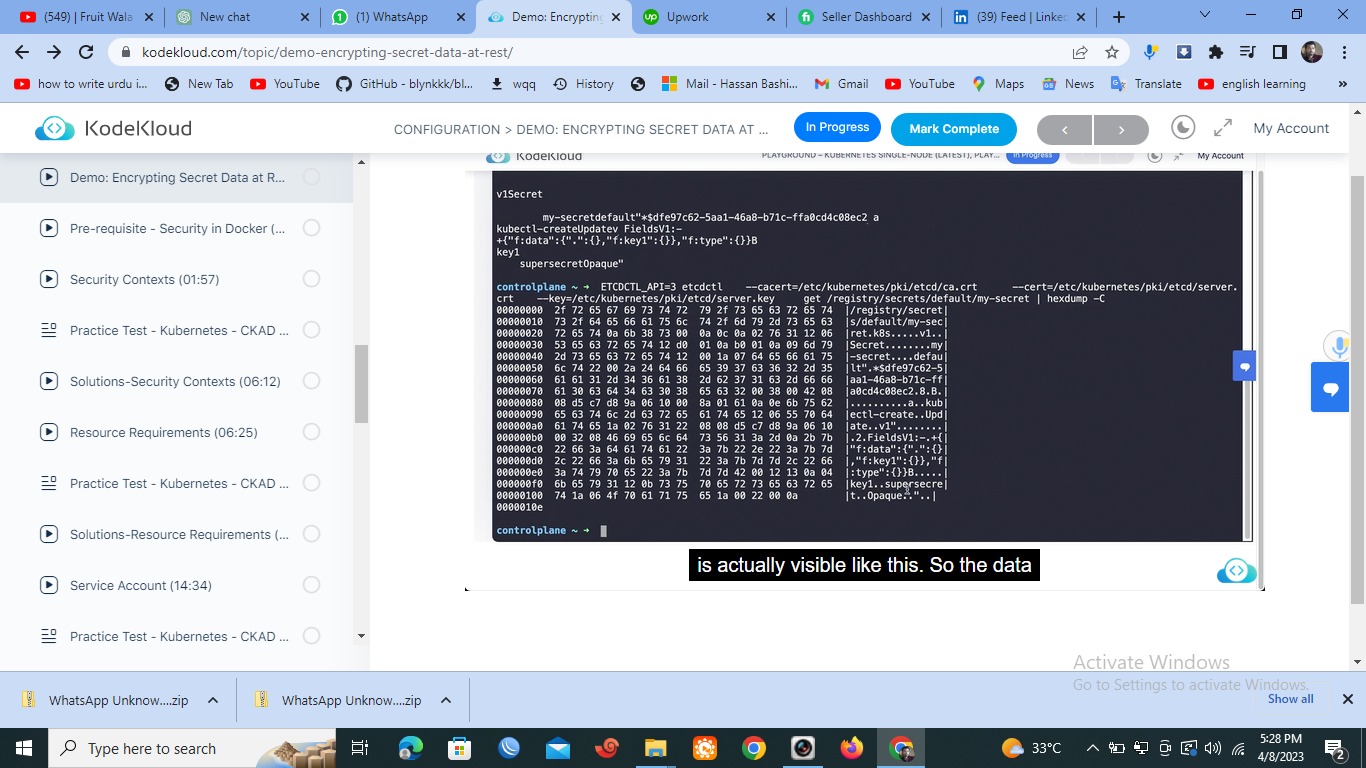 (549) Fruit Wala
New chat
(1) WhatsApp
Demo: Encrypting
Upwork
Seller Dashboard
(39) Feed | Linke
kodekloud.com/topic/demo-encrypting-secret-data-at-rest/
how to write urdu i...
New Tab
YouTube
GitHub - blynkkk/bl...
wqq
History
Mail - Hassan Bashi...
Gmail
YouTube
Maps
News
Translate
english learning
»
KodeKloud
CONFIGURATION > DEMO: ENCRYPTING SECRET DATA AT ...
In Progress
Mark Complete
<
>
My Account
Demo: Encrypting Secret Data at R...
Pre-requisite - Security in Docker (...
Security Contexts (01:57)
Practice Test - Kubernetes - CKAD ...
Solutions-Security Contexts (06:12)
Resource Requirements (06:25)
Practice Test - Kubernetes - CKAD ...
Solutions-Resource Requirements (...
Service Account (14:34)
Practice Test - Kubernetes - CKAD ...
KodeKloud
PLAYGROUND – KUBERNETES SINGLE-NODE (LATEST), PLAY...
In Progress
My Account
v1Secret
my-secretdefault"*$dfe97c62-5aa1-46a8-b71c-ffa0cd4c08ec2 a
kubectl-createUpdatev FieldsV1:-
+{"f:data":{".":{},"f:key1":{}},"f:type":{}}B
key1
supersecretOpaque"
controlplane ~ ➜ ETCDCTL_API=3 etcdctl --cacert=/etc/kubernetes/pki/etcd/ca.crt --cert=/etc/kubernetes/pki/etcd/server.
crt --key=/etc/kubernetes/pki/etcd/server.key get /registry/secrets/default/my-secret | hexdump -C
00000000 2f 72 65 67 69 73 74 72 79 2f 73 65 63 72 65 74 |/registry/secret|
00000010 73 2f 64 65 66 61 75 6c 74 2f 6d 79 2d 73 65 63 |s/default/my-sec|
00000020 72 65 74 0a 6b 38 73 00 0a 0c 0a 02 76 31 12 06 |ret.k8s.....v1..|
00000030 53 65 63 72 65 74 12 d0 01 0a b0 01 0a 09 6d 79 |Secret........my|
00000040 2d 73 65 63 72 65 74 12 00 1a 07 64 65 66 61 75 |-secret....defau|
00000050 6c 74 22 00 2a 24 64 66 65 39 37 63 36 32 2d 35 |lt".*$dfe97c62-5|
00000060 61 61 31 2d 34 36 61 38 2d 62 37 31 63 2d 66 66 |aa1-46a8-b71c-ff|
00000070 61 30 63 64 34 63 30 38 65 63 32 00 38 00 42 08 |a0cd4c08ec2.8.B.|
00000080 08 d5 c7 d8 9a 06 10 00 8a 01 61 0a 0e 6b 75 62 |..........a..kub|
00000090 65 63 74 6c 2d 63 72 65 61 74 65 12 06 55 70 64 |ectl-create..Upd|
000000a0 61 74 65 1a 02 76 31 22 08 08 d5 c7 d8 9a 06 10 |ate..v1"........|
000000b0 00 32 08 46 69 65 6c 64 73 56 31 3a 2d 0a 2b 7b |.2.FieldsV1:-.+{|
000000c0 22 66 3a 64 61 74 61 22 3a 7b 22 2e 22 3a 7b 7d |"f:data":{".":{}|
000000d0 2c 22 66 3a 6b 65 79 31 22 3a 7b 7d 7d 2c 22 66 |,"f:key1":{}},"f|
000000e0 3a 74 79 70 65 22 3a 7b 7d 7d 42 00 12 13 0a 04 |:type":{}}B.....|
000000f0 6b 65 79 31 12 0b 73 75 70 65 72 73 65 63 72 65 |key1..supersecre|
00000100 74 1a 06 4f 70 61 71 75 65 1a 00 22 00 0a |t..Opaque.."..|
0000010e
controlplane ~ ➜
is actually visible like this. So the data
Activate Windows
Go to Settings to activate Windows.
WhatsApp Unknow....zip
WhatsApp Unknow....zip
Show all
Type here to search
33°C
5:28 PM
4/8/2023
2